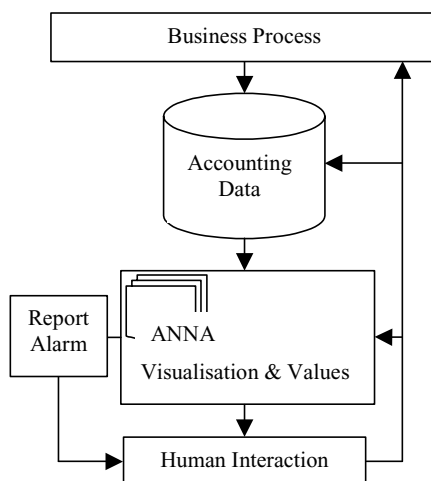 Business Process
Accounting
Data
Report
Alarm
ANNA
Visualisation & Values
Human Interaction